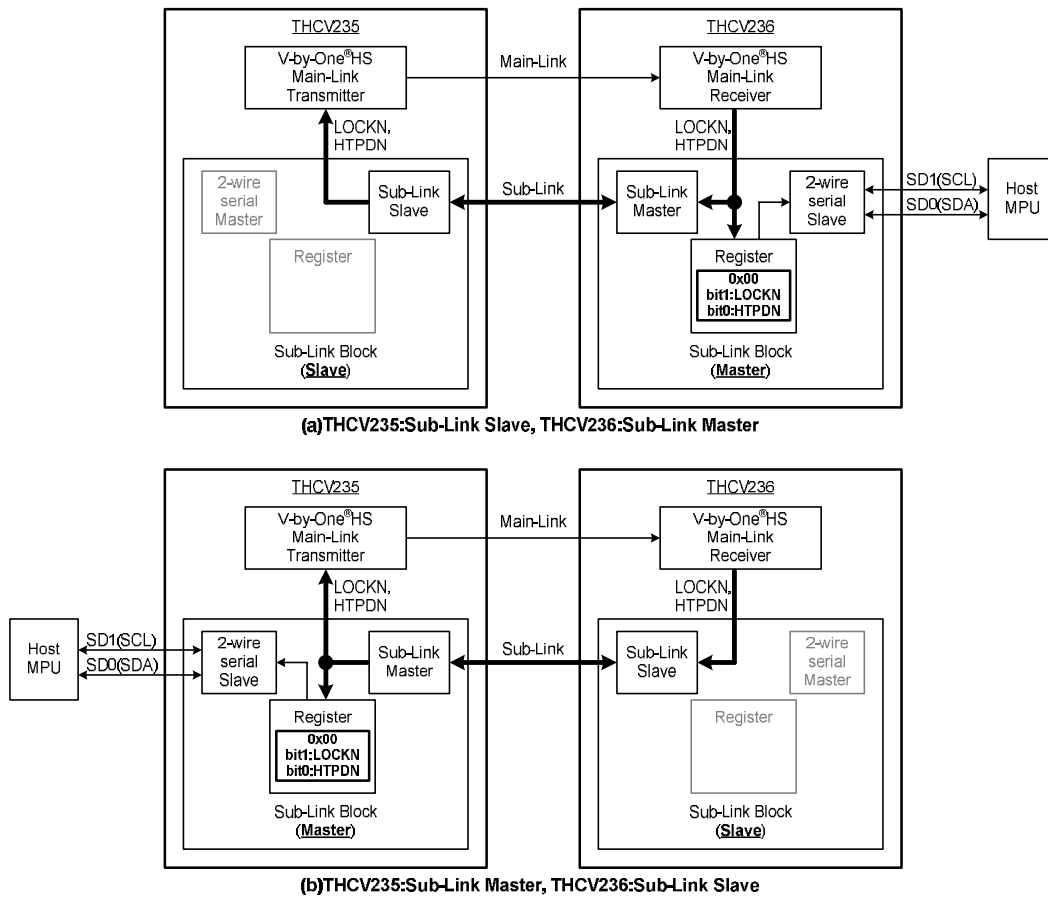 THCV235
V-by-One®HS
Main-Link
Transmitter
Main-Link
THCV236
V-by-One®HS
Main-Link
Receiver
LOCKN,
HTPDN
LOCKN,
HTPDN
2-wire
serial
Master
Sub-Link
Slave
Sub-Link
Sub-Link
Master
2-wire
serial
Slave
SD1(SCL)
SD0(SDA)
Host
MPU
Register
Register
0x00
bit1:LOCKN
bit0:HTPDN
Sub-Link Block
(Slave)
Sub-Link Block
(Master)
(a)THCV235:Sub-Link Slave, THCV236:Sub-Link Master
THCV235
V-by-One®HS
Main-Link
Transmitter
Main-Link
THCV236
V-by-One®HS
Main-Link
Receiver
LOCKN,
HTPDN
LOCKN,
HTPDN
Host
MPU
SD1(SCL)
SD0(SDA)
2-wire
serial
Slave
Sub-Link
Master
Sub-Link
Sub-Link
Slave
2-wire
serial
Master
Register
0x00
bit1:LOCKN
bit0:HTPDN
Register
Sub-Link Block
(Master)
Sub-Link Block
(Slave)
(b)THCV235:Sub-Link Master, THCV236:Sub-Link Slave